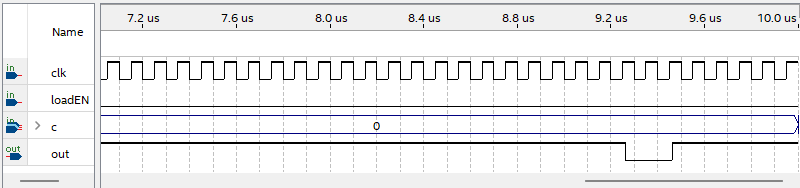 Name
7.2 us 7.6 us 8.0 us 8.4 us 8.8 us 9.2 us 9.6 us 10.0 us
in clk
in loadEN
in > c 0
out out